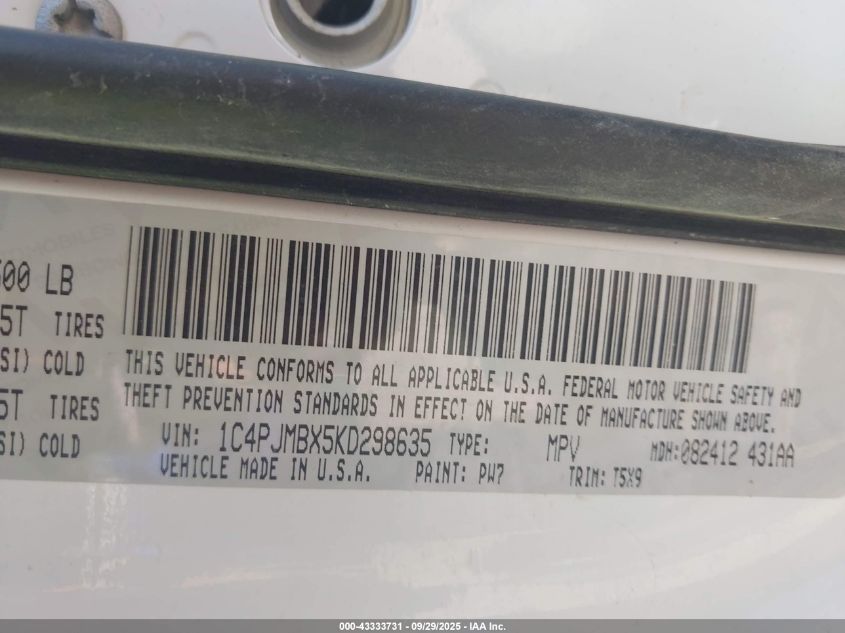 00 LB
5T TIRES
SI) COLD
5T TIRES
SI) COLD
THIS VEHICLE CONFORMS TO ALL APPLICABLE U.S.A. FEDERAL MOTOR VEHICLE SAFETY AND
THEFT PREVENTION STANDARDS IN EFFECT ON THE DATE OF MANUFACTURE SHOWN ABOVE.
VIN: 1C4PJMBX5KD298635 TYPE: MPV MDH:082412 431AA
VEHICLE MADE IN U.S.A. PAINT: PW7 TRIM: T5X9
000-43333731 - 09/29/2025 - IAA Inc.